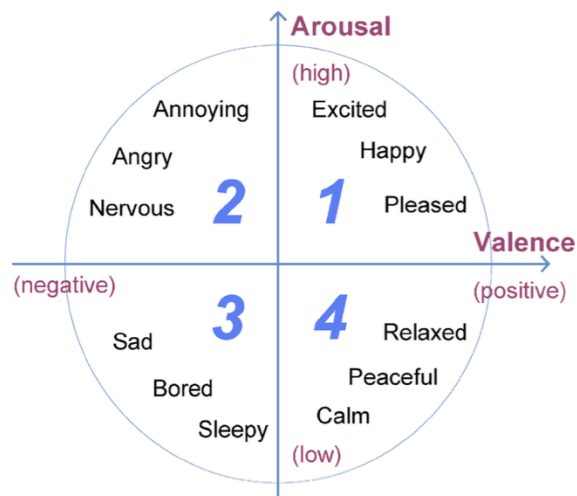 Arousal
(high)
Annoying
Excited
Happy
Angry
2
1
Nervous
Pleased
Valence
(negative)
(positive)
3
4
Sad
Relaxed
Bored
Peaceful
Calm
Sleepy
(low)